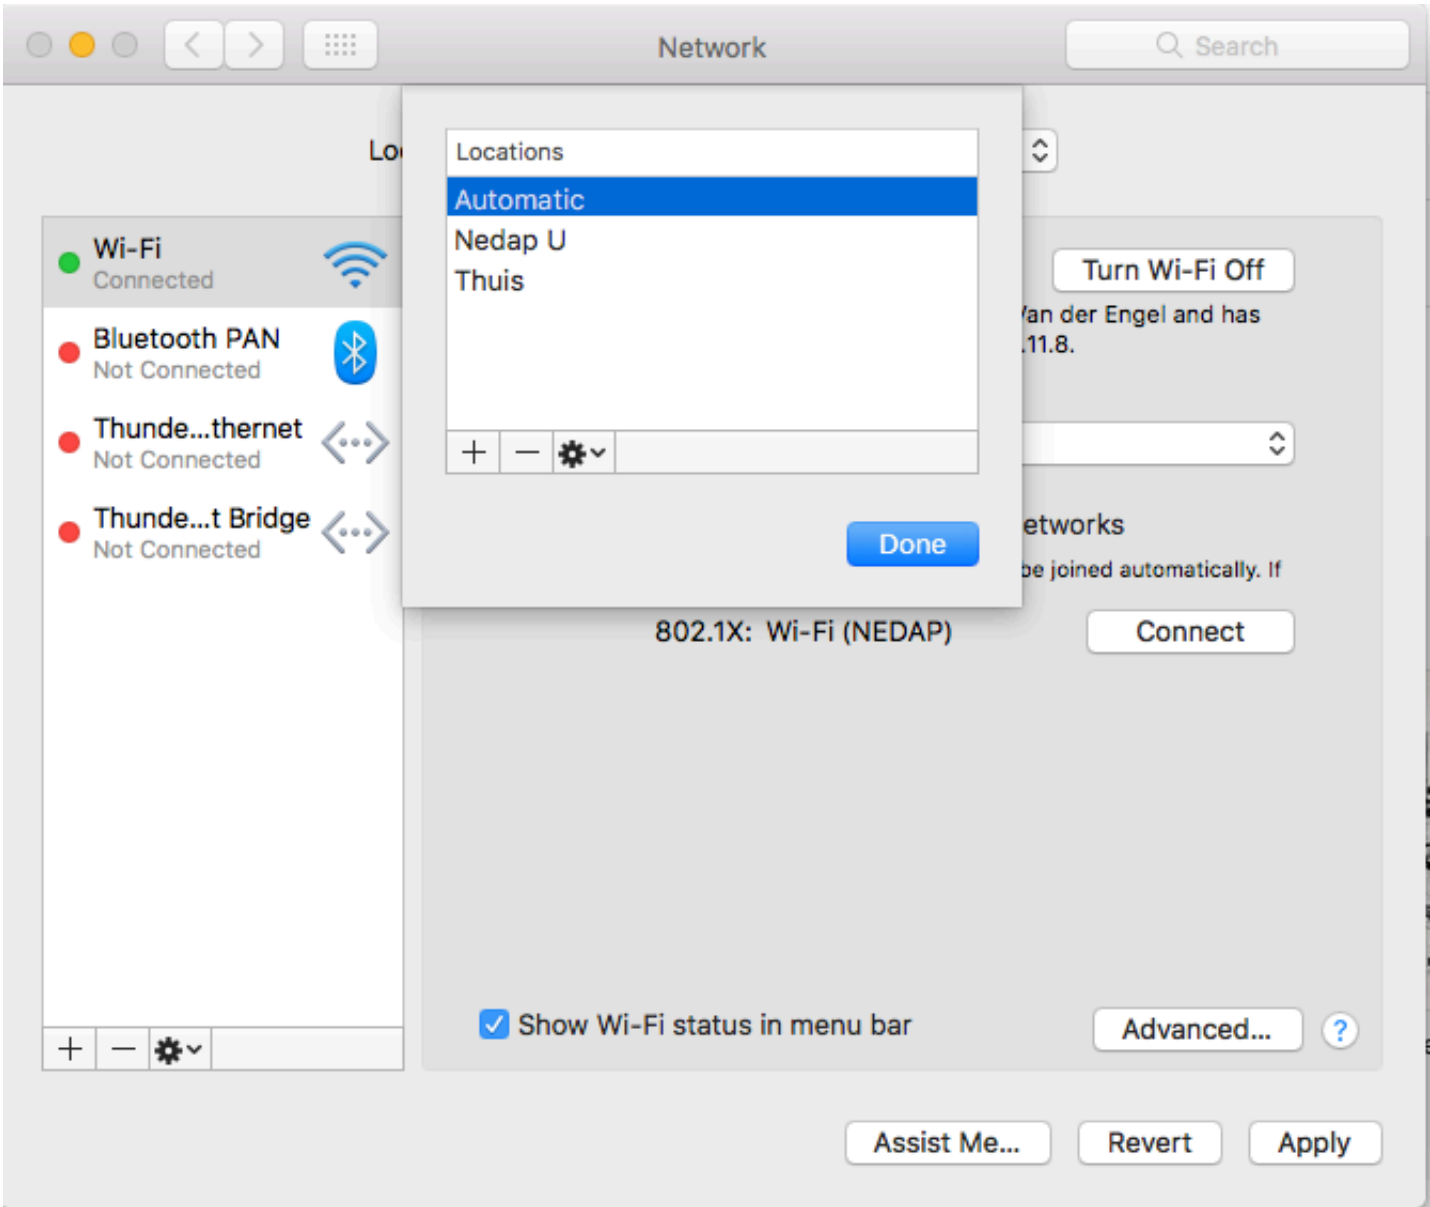 Network
Search
Loc
Locations
Automatic
Nedap U
Thuis
Wi-Fi
Connected
Bluetooth PAN
Not Connected
Thunde...thernet
Not Connected
Thunde...t Bridge
Not Connected
Turn Wi-Fi Off
Van der Engel and has
.11.8.
Done
etworks
be joined automatically. If
802.1X: Wi-Fi (NEDAP)
Connect
Show Wi-Fi status in menu bar
Advanced...
?
Assist Me...
Revert
Apply